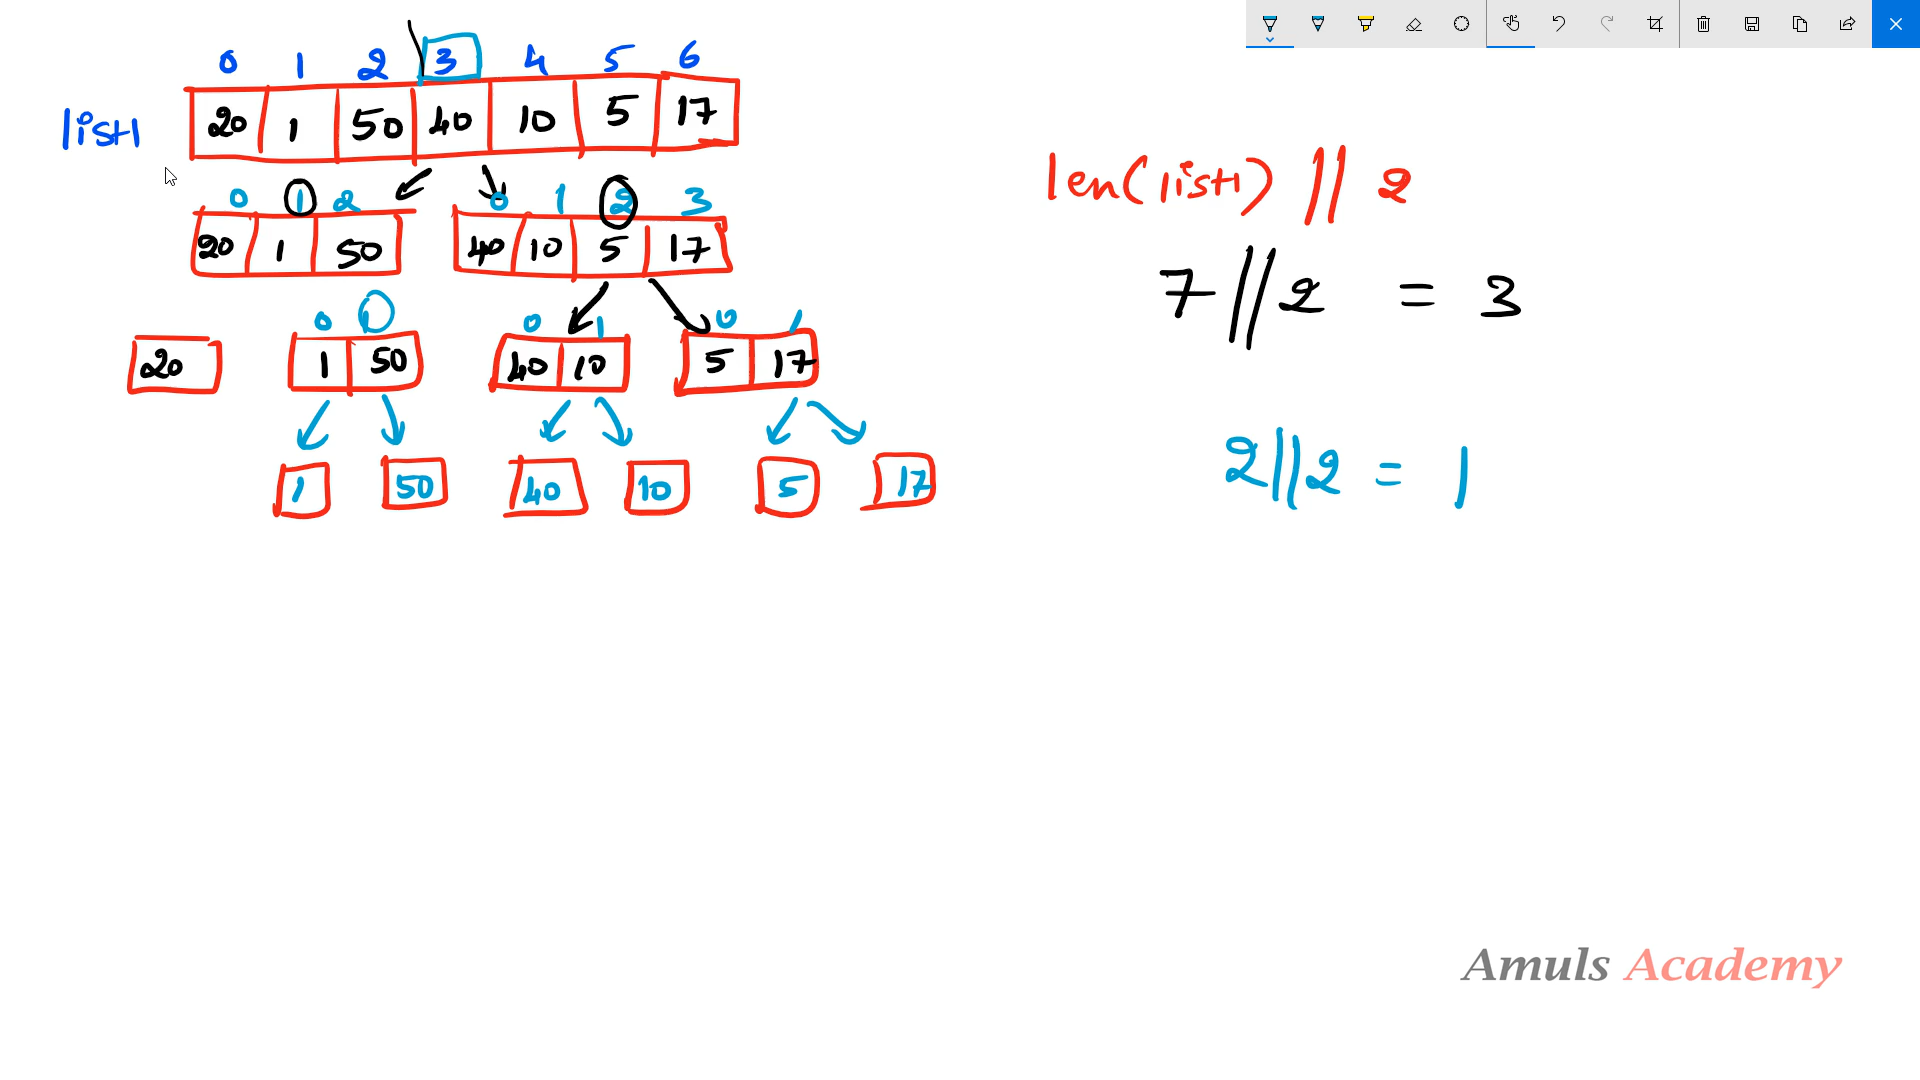 0 1 2 3 4 5 6
list1 20 1 50 40 10 5 17
0 1 2 0 1 2 3
20 1 50 40 10 5 17
0 1 0 1 0 1
20 1 50 40 10 5 17
1 50 40 10 5 17
len(list1) // 2
7 // 2 = 3
2 // 2 = 1
Amuls Academy